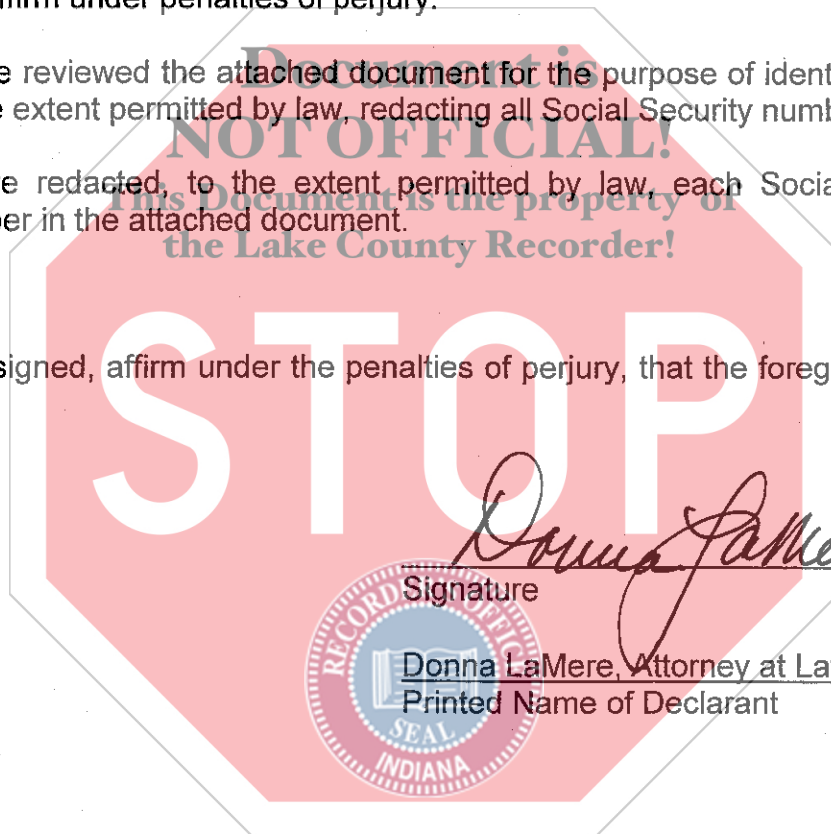 ffirm under penalties of perjury:
Document is
e reviewed the attached document for the purpose of ident
e extent permitted by law, redacting all Social Security numb
NOT OFFICIAL!
e redacted, to the extent permitted by law, each Socia
This Document is the property of
er in the attached document.
the Lake County Recorder!
STOP
signed, affirm under the penalties of perjury, that the foreg
Donna LaMe
Signature
RECORDER'S OFFICE
Donna LaMere, Attorney at La
Printed Name of Declarant
SEAL
INDIANA